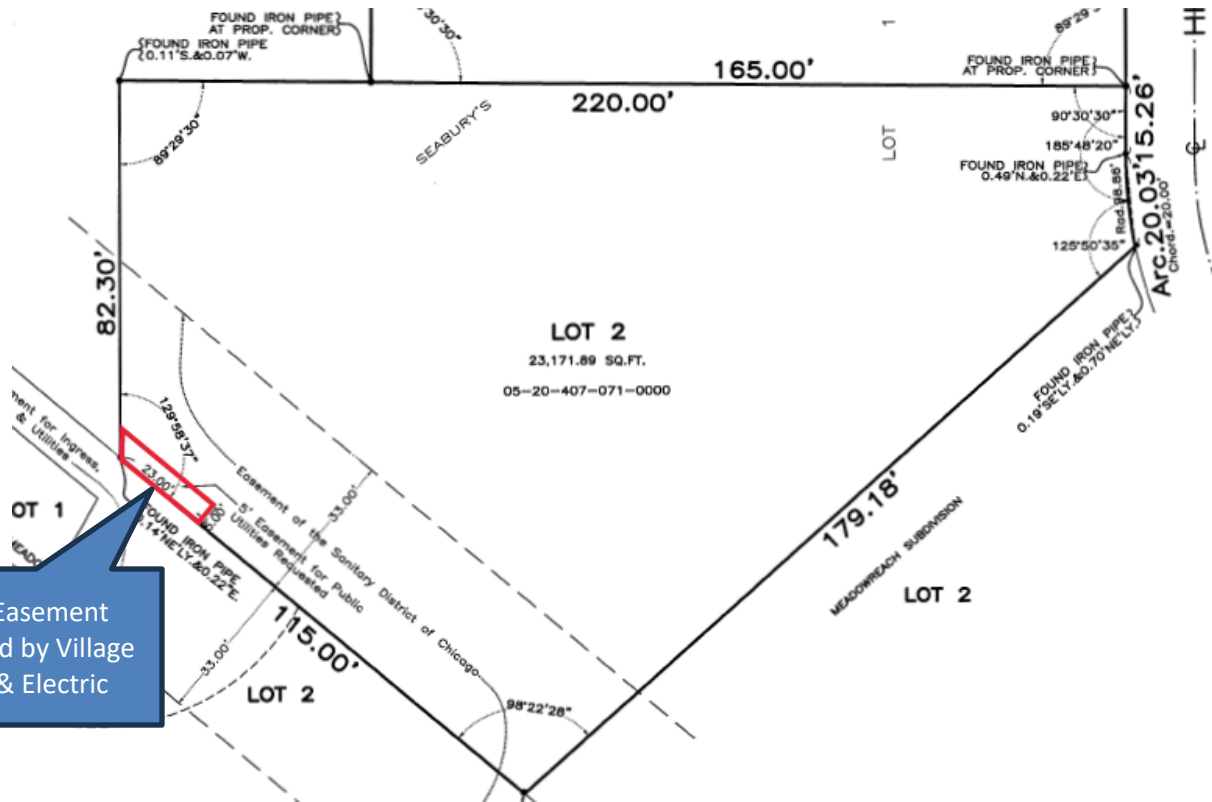 FOUND IRON PIPE
AT PROP. CORNER
FOUND IRON PIPE
0.11'S.&0.07'W.
30'30"
89°29'
FOUND IRON PIPE
AT PROP. CORNER
165.00'
220.00'
89°29'30"
SEABURY'S
LOT
1
90°30'30"
15.26'
185°48'20"
FOUND IRON PIPE
0.49'N.&0.22'E.
Rad.98.86'
Arc.20.03'
Chord.=20.00'
125°50'35"
FOUND IRON PIPE
0.19'SE'LY.&0.70'NE'LY.
82.30'
LOT 2
23,171.89 SQ.FT.
05-20-407-071-0000
129°58'37"
ment for Ingress,
& Utilities
23.00'
OT 1
FOUND IRON PIPE
0.14'NE'LY.&0.22'E.
5' Easement for Public
Utilities Requested
Easement of the Sanitary District of Chicago
33.00'
33.00'
115.00'
LOT 2
98°22'28"
179.18'
MEADOWREACH SUBDIVISION
LOT 2
Easement
d by Village
& Electric